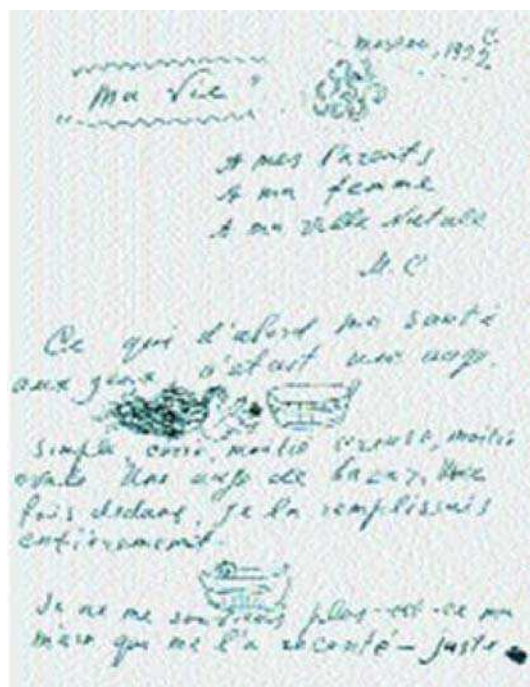 Moscou, 1922
"Ma Vie"
A mes Parents
A ma femme
A ma ville Natale
M. C
Ce qui d'abord m'a sauté
aux yeux c'etait une auge.
Simple, carré, moitié creuse, moitié
ovale Une auge de bazar. Une
fois dedans, je la remplissais
entièrement.
Je ne me souviens plus - est-ce ma
mère qui me l'a raconté - juste